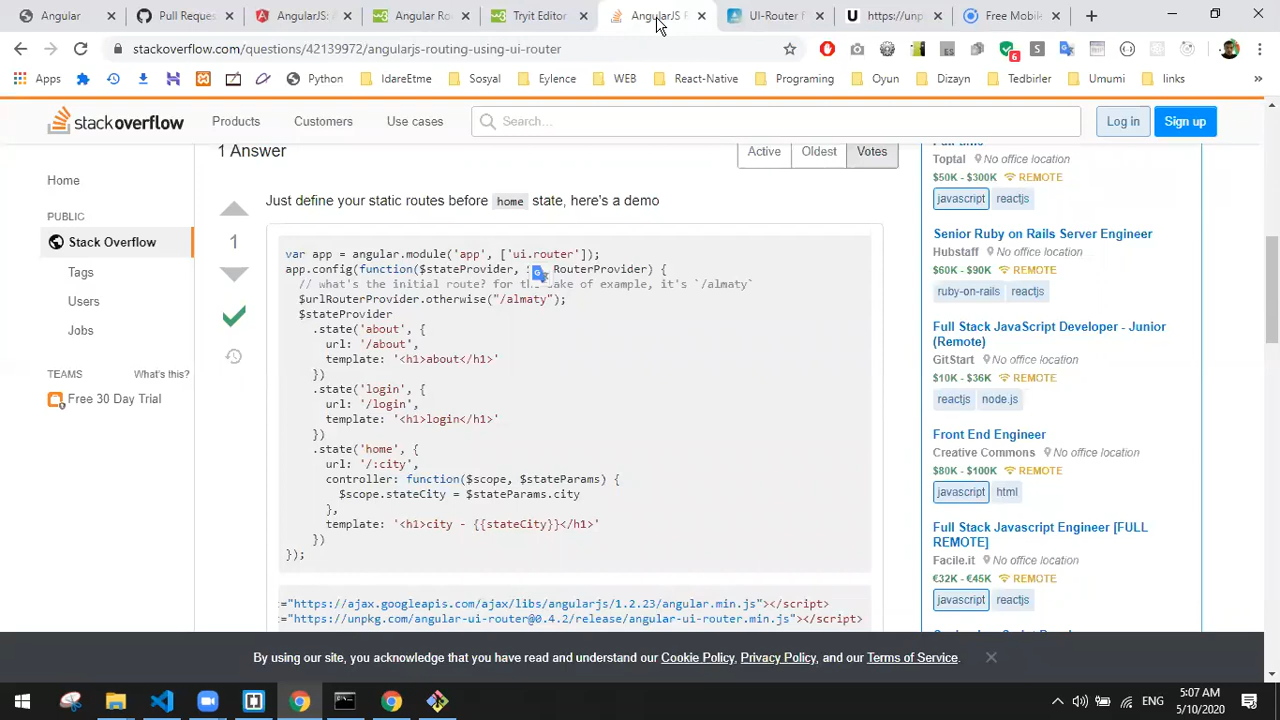 Angular
Pull Reques
AngularJS: A
Angular Ro
Tryit Editor
AngularJS R
UI-Router F
https://unp
Free Mobile
stackoverflow.com/questions/42139972/angularjs-routing-using-ui-router
6
Apps
Python
IdareEtme
Sosyal
Eylence
WEB
React-Native
Programing
Oyun
Dizayn
Tedbirler
Umumi
links
»
stackoverflow
Products
Customers
Use cases
Search...
Log in
Sign up
Home
PUBLIC
Stack Overflow
Tags
Users
Jobs
TEAMS
What's this?
Free 30 Day Trial
1 Answer
Active
Oldest
Votes
1
Just define your static routes before home state, here's a demo
var app = angular.module('app', ['ui.router']);
app.config(function($stateProvider, RouterProvider) {
// what's the initial route? for the sake of example, it's `/almaty`
$urlRouterProvider.otherwise("/almaty");
$stateProvider
.state('about', {
url: '/about',
template: '<h1>about</h1>'
})
.state('login', {
url: '/login',
template: '<h1>login</h1>'
})
.state('home', {
url: '/:city',
controller: function($scope, $stateParams) {
$scope.stateCity = $stateParams.city
},
template: '<h1>city - {{stateCity}}</h1>'
})
});
="https://ajax.googleapis.com/ajax/libs/angularjs/1.2.23/angular.min.js"></script>
="https://unpkg.com/angular-ui-router@0.4.2/release/angular-ui-router.min.js"></script>
Toptal No office location
$50K - $300K REMOTE
javascript reactjs
Senior Ruby on Rails Server Engineer
Hubstaff No office location
$60K - $90K REMOTE
ruby-on-rails reactjs
Full Stack JavaScript Developer - Junior
(Remote)
GitStart No office location
$10K - $36K REMOTE
reactjs node.js
Front End Engineer
Creative Commons No office location
$80K - $100K REMOTE
javascript html
Full Stack Javascript Engineer [FULL
REMOTE]
Facile.it No office location
€32K - €45K REMOTE
javascript reactjs
By using our site, you acknowledge that you have read and understand our Cookie Policy, Privacy Policy, and our Terms of Service.
ENG
5:07 AM
5/10/2020